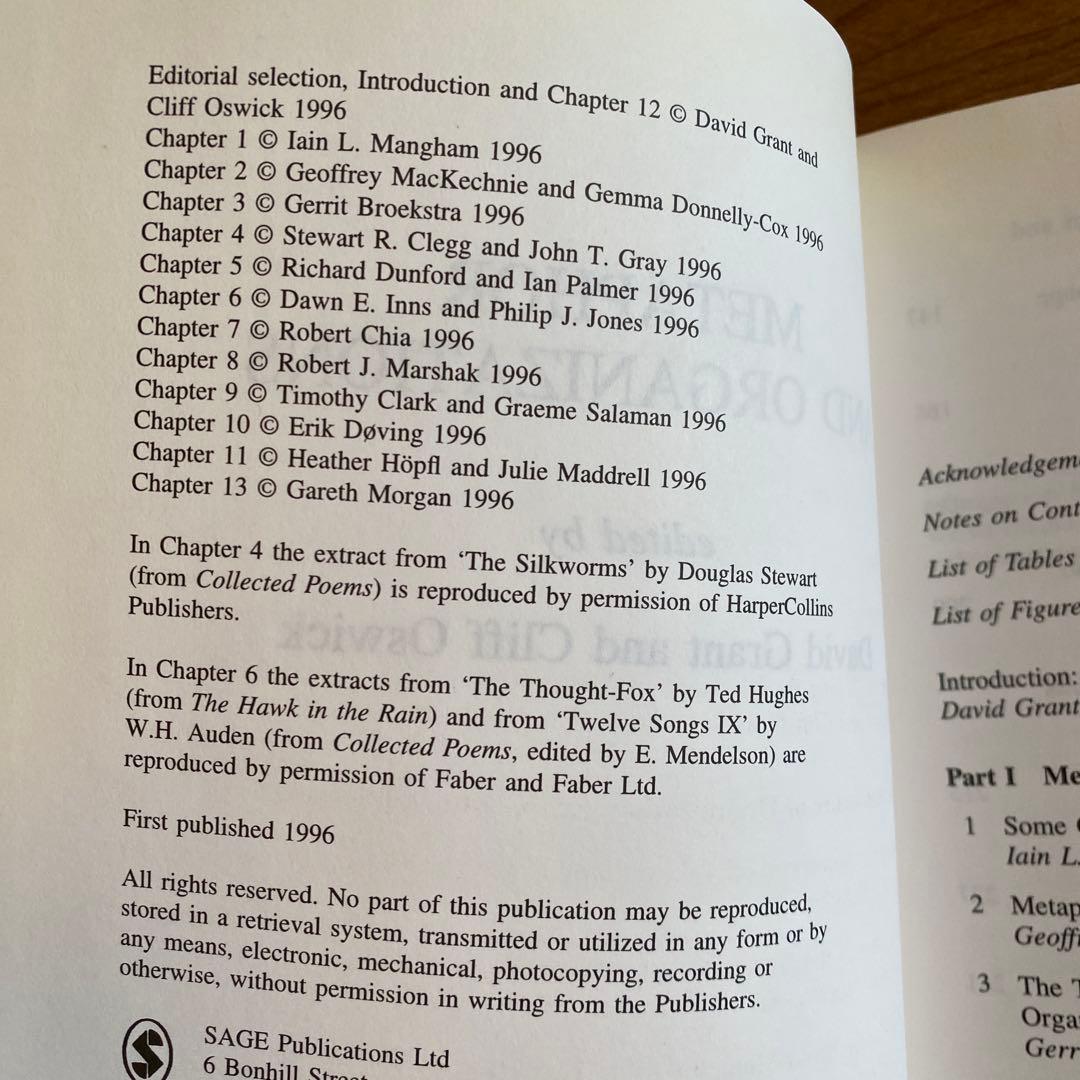 Editorial selection, Introduction and Chapter 12 © David Grant and
Cliff Oswick 1996
Chapter 1 © Iain L. Mangham 1996
Chapter 2 © Geoffrey MacKechnie and Gemma Donnelly-Cox 1996
Chapter 3 © Gerrit Broekstra 1996
Chapter 4 © Stewart R. Clegg and John T. Gray 1996
Chapter 5 © Richard Dunford and Ian Palmer 1996
Chapter 6 © Dawn E. Inns and Philip J. Jones 1996
Chapter 7 © Robert Chia 1996
Chapter 8 © Robert J. Marshak 1996
Chapter 9 © Timothy Clark and Graeme Salaman 1996
Chapter 10 © Erik Døving 1996
Chapter 11 © Heather Höpfl and Julie Maddrell 1996
Chapter 13 © Gareth Morgan 1996
In Chapter 4 the extract from ‘The Silkworms’ by Douglas Stewart
(from Collected Poems) is reproduced by permission of HarperCollins
Publishers.
In Chapter 6 the extracts from ‘The Thought-Fox’ by Ted Hughes
(from The Hawk in the Rain) and from ‘Twelve Songs IX’ by
W.H. Auden (from Collected Poems, edited by E. Mendelson) are
reproduced by permission of Faber and Faber Ltd.
First published 1996
All rights reserved. No part of this publication may be reproduced,
stored in a retrieval system, transmitted or utilized in any form or by
any means, electronic, mechanical, photocopying, recording or
otherwise, without permission in writing from the Publishers.
SAGE Publications Ltd
6 Bonhill Street
Acknowledgeme
Notes on Cont
List of Tables
List of Figure
Introduction:
David Grant
Part I Me
1 Some
Iain L.
2 Metap
Geoffr
3 The T
Orga
Gerr